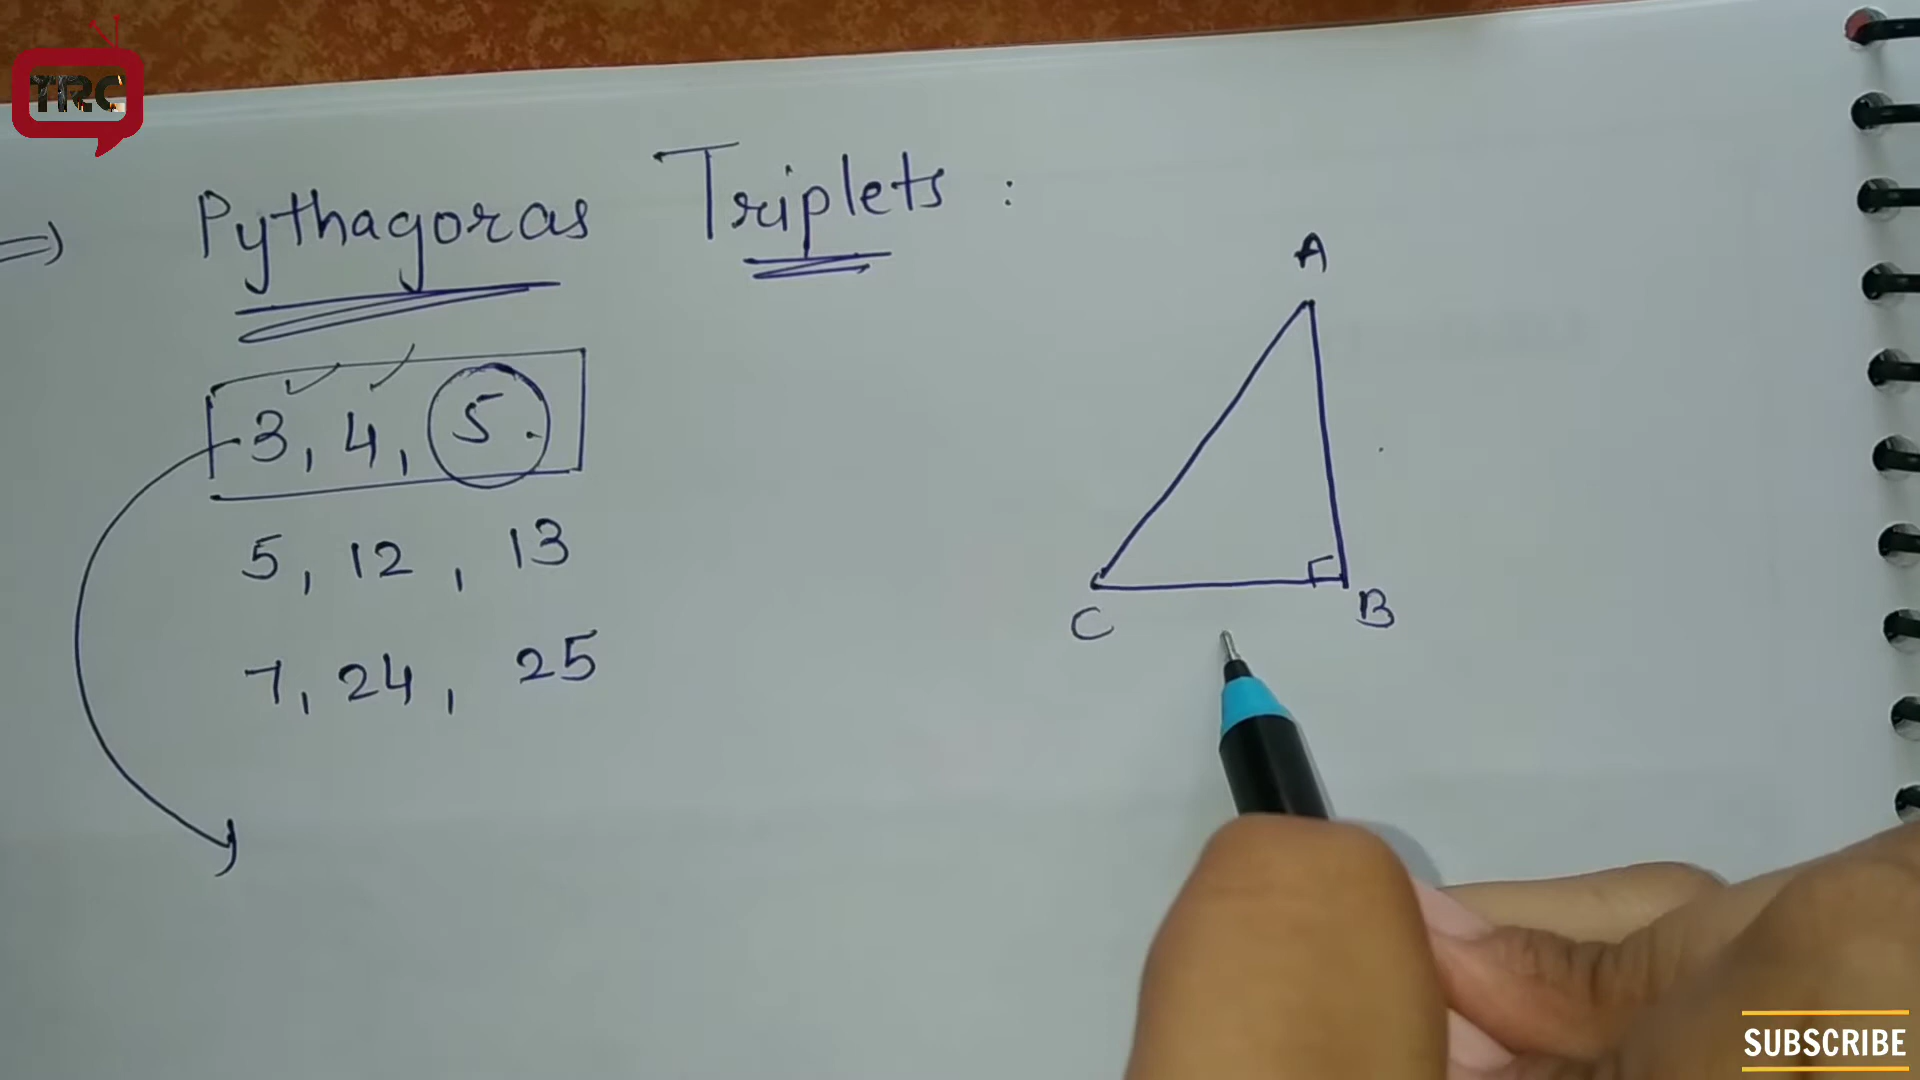 TRC
⇒ Pythagoras Triplets :
3, 4, 5.
5, 12, 13
7, 24, 25
A
C
B
SUBSCRIBE